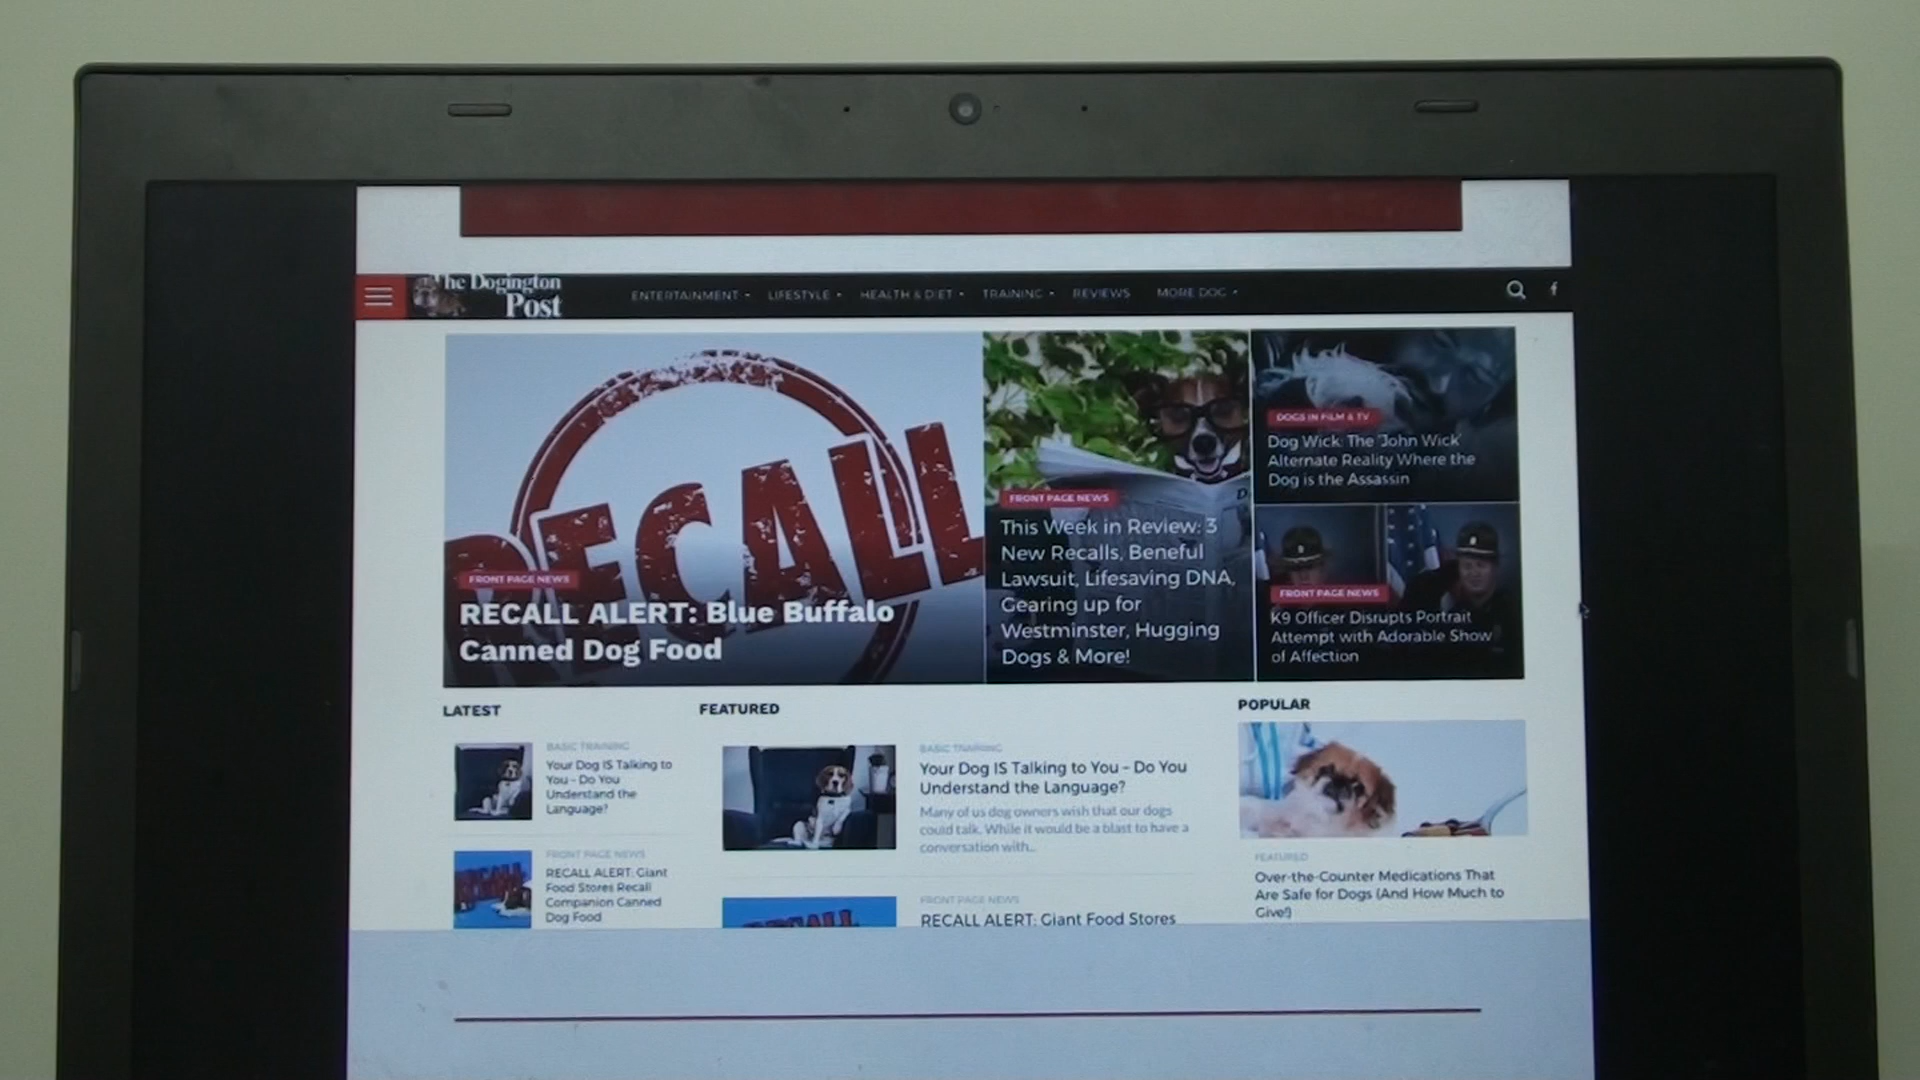 The Dogington
Post
ENTERTAINMENT
LIFESTYLE
HEALTH & DIET
TRAINING
REVIEWS
MORE DOG
f
RECALL
FRONT PAGE NEWS
RECALL ALERT: Blue Buffalo
Canned Dog Food
FRONT PAGE NEWS
This Week in Review: 3
New Recalls, Beneful
Lawsuit, Lifesaving DNA,
Gearing up for
Westminster, Hugging
Dogs & More!
DOGS IN FILM & TV
Dog Wick: The 'John Wick'
Alternate Reality Where the
Dog is the Assassin
FRONT PAGE NEWS
K9 Officer Disrupts Portrait
Attempt with Adorable Show
of Affection
LATEST
BASIC TRAINING
Your Dog IS Talking to
You – Do You
Understand the
Language?
FRONT PAGE NEWS
RECALL ALERT: Giant
Food Stores Recall
Companion Canned
Dog Food
FEATURED
BASIC TRAINING
Your Dog IS Talking to You – Do You
Understand the Language?
Many of us dog owners wish that our dogs
could talk. While it would be a blast to have a
conversation with...
RECALL
FRONT PAGE NEWS
RECALL ALERT: Giant Food Stores
POPULAR
FEATURED
Over-the-Counter Medications That
Are Safe for Dogs (And How Much to
Give!)